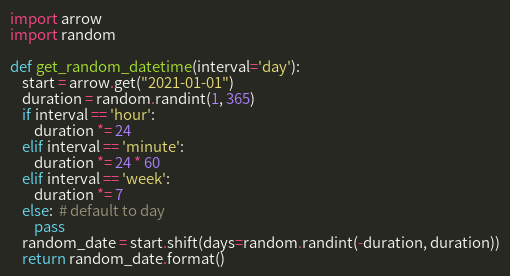 import arrow
import random

def get_random_datetime(interval='day'):
    start = arrow.get("2021-01-01")
    duration = random.randint(1, 365)
    if interval == 'hour':
        duration *= 24
    elif interval == 'minute':
        duration *= 24 * 60
    elif interval == 'week':
        duration *= 7
    else:  # default to day
        pass
    random_date = start.shift(days=random.randint(-duration, duration))
    return random_date.format()